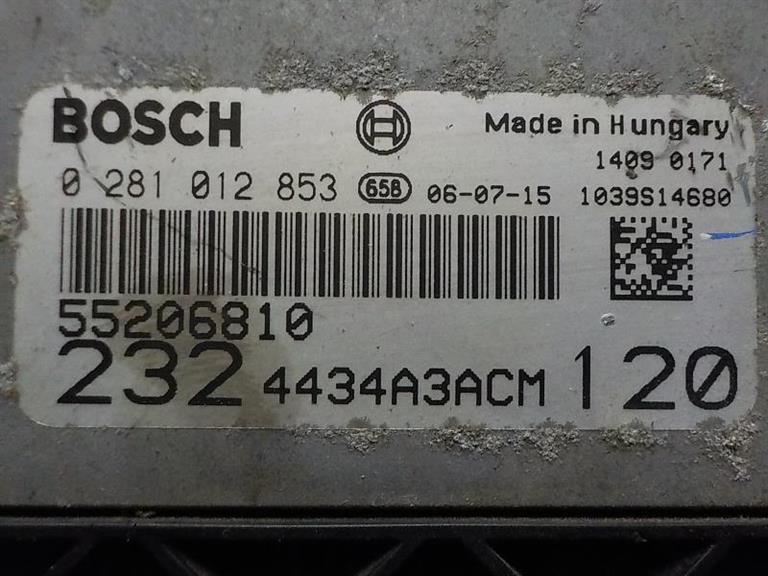 BOSCH Made in Hungary
1409 0171
0 281 012 853 658 06-07-15 1039S14680
55206810
232 4434A3ACM 120